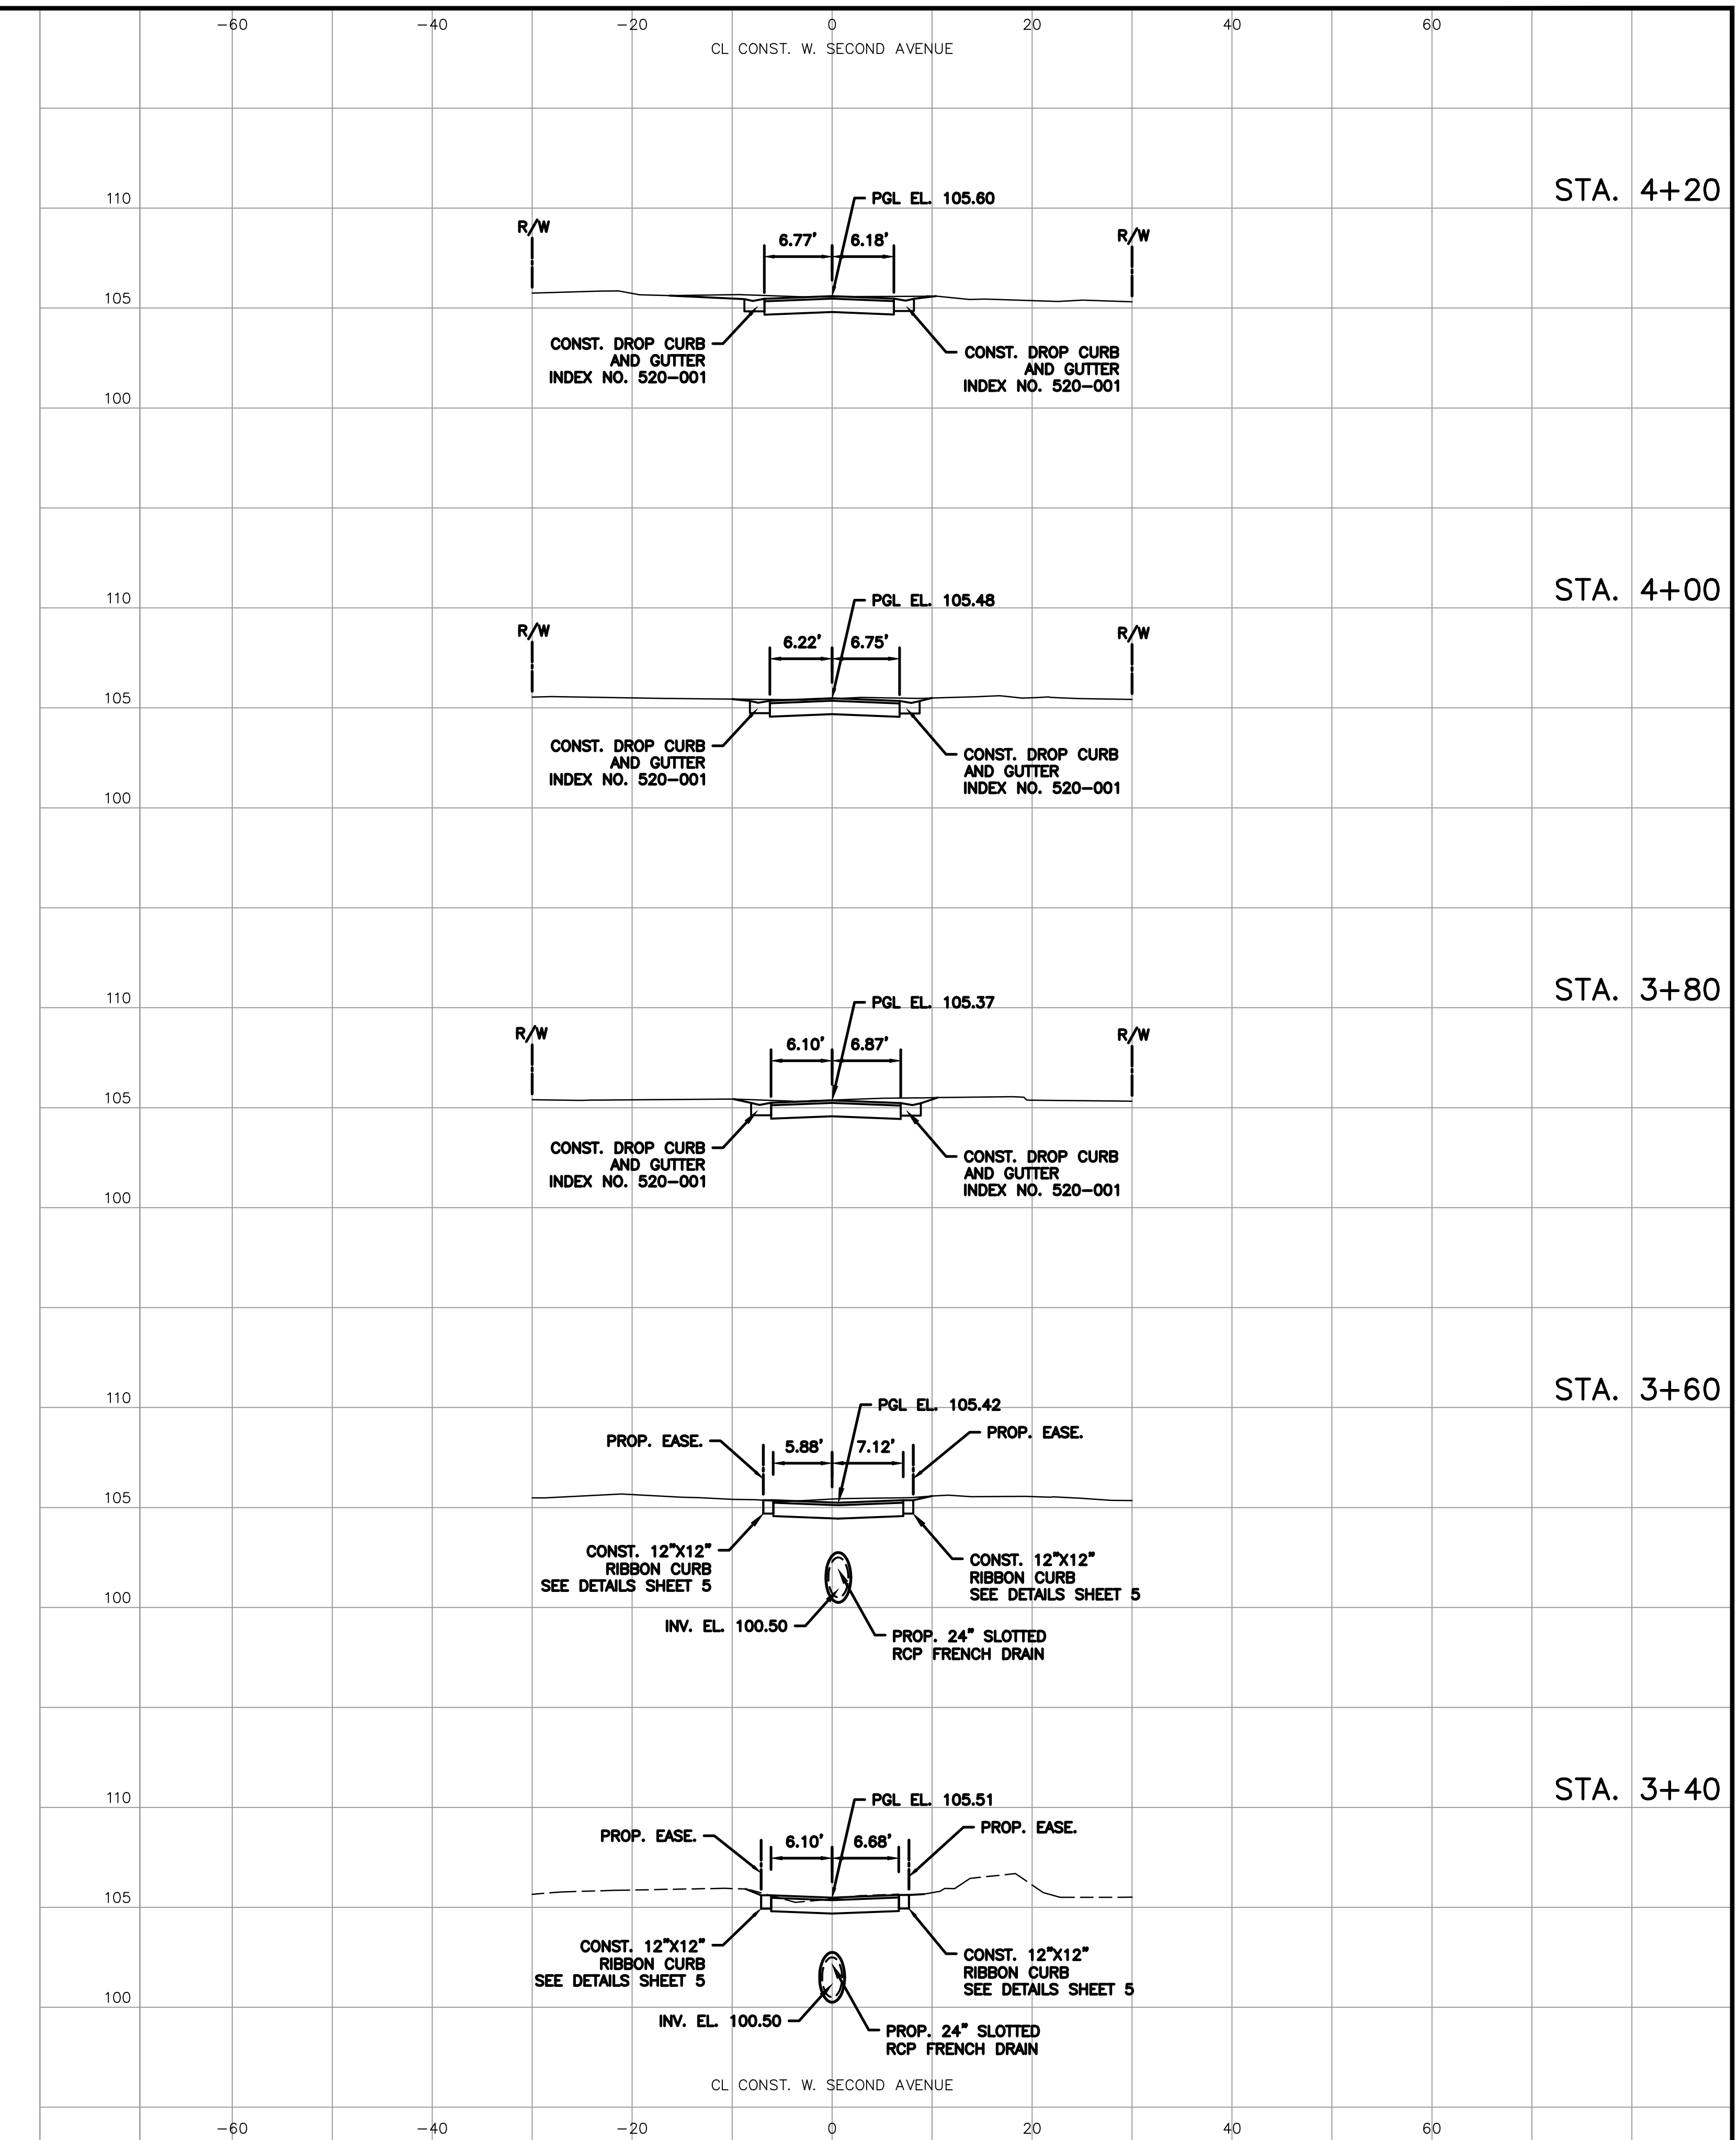 -60 -40 -20 0 20 40 60
CL CONST. W. SECOND AVENUE
STA. 4+20
110
PGL EL. 105.60
R/W
R/W
6.77' 6.18'
105
CONST. DROP CURB
AND GUTTER
INDEX NO. 520-001
CONST. DROP CURB
AND GUTTER
INDEX NO. 520-001
100
STA. 4+00
110
PGL EL. 105.48
R/W
R/W
6.22' 6.75'
105
CONST. DROP CURB
AND GUTTER
INDEX NO. 520-001
CONST. DROP CURB
AND GUTTER
INDEX NO. 520-001
100
STA. 3+80
110
PGL EL. 105.37
R/W
R/W
6.10' 6.87'
105
CONST. DROP CURB
AND GUTTER
INDEX NO. 520-001
CONST. DROP CURB
AND GUTTER
INDEX NO. 520-001
100
STA. 3+60
110
PGL EL. 105.42
PROP. EASE.
PROP. EASE.
5.88' 7.12'
105
CONST. 12"X12"
RIBBON CURB
SEE DETAILS SHEET 5
CONST. 12"X12"
RIBBON CURB
SEE DETAILS SHEET 5
100
INV. EL. 100.50
PROP. 24" SLOTTED
RCP FRENCH DRAIN
STA. 3+40
110
PGL EL. 105.51
PROP. EASE.
PROP. EASE.
6.10' 6.68'
105
CONST. 12"X12"
RIBBON CURB
SEE DETAILS SHEET 5
CONST. 12"X12"
RIBBON CURB
SEE DETAILS SHEET 5
100
INV. EL. 100.50
PROP. 24" SLOTTED
RCP FRENCH DRAIN
CL CONST. W. SECOND AVENUE
-60 -40 -20 0 20 40 60